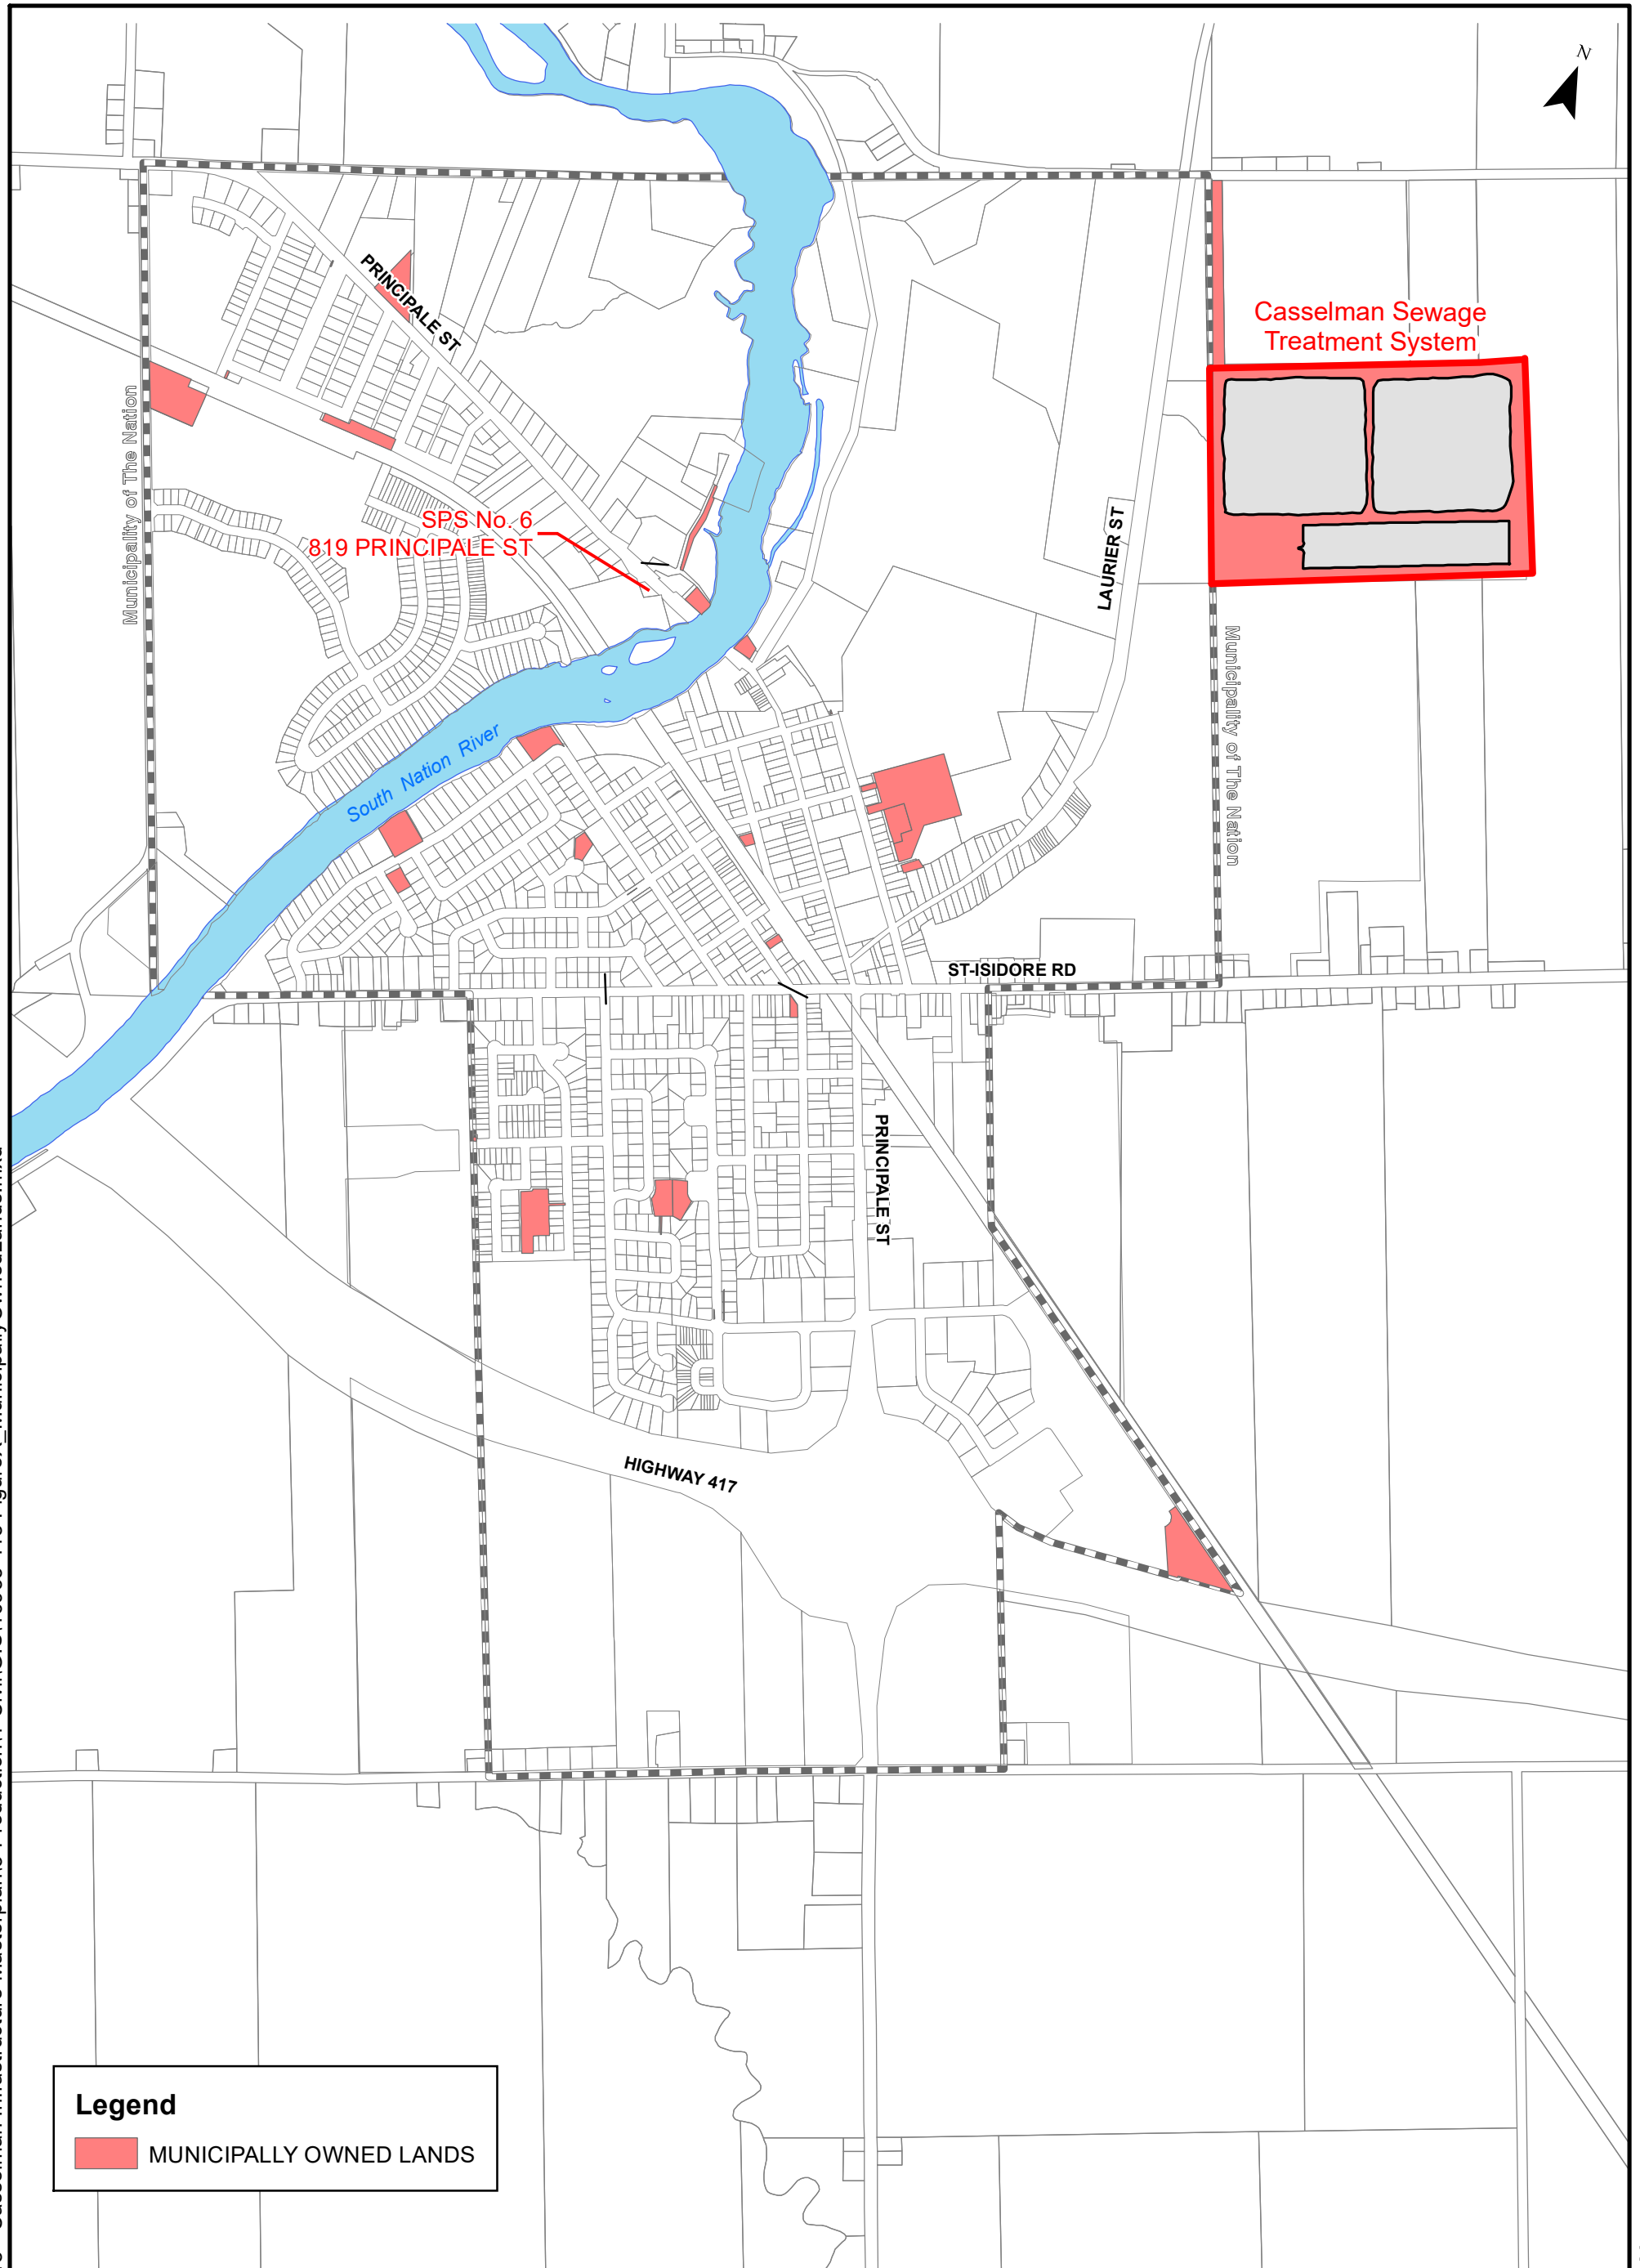 N
Casselman Sewage
Treatment System
PRINCIPALE ST
Municipality of The Nation
SPS No. 6
819 PRINCIPALE ST
LAURIER ST
Municipality of The Nation
South Nation River
ST-ISIDORE RD
PRINCIPALE ST
HIGHWAY 417
Legend
MUNICIPALLY OWNED LANDS